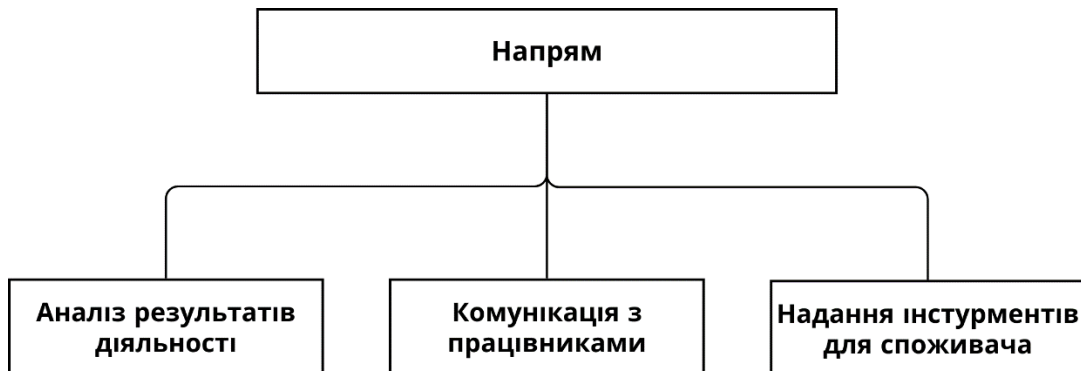 Напрям
Аналіз результатів
діяльності
Комунікація з
працівниками
Надання інстурментів
для споживача